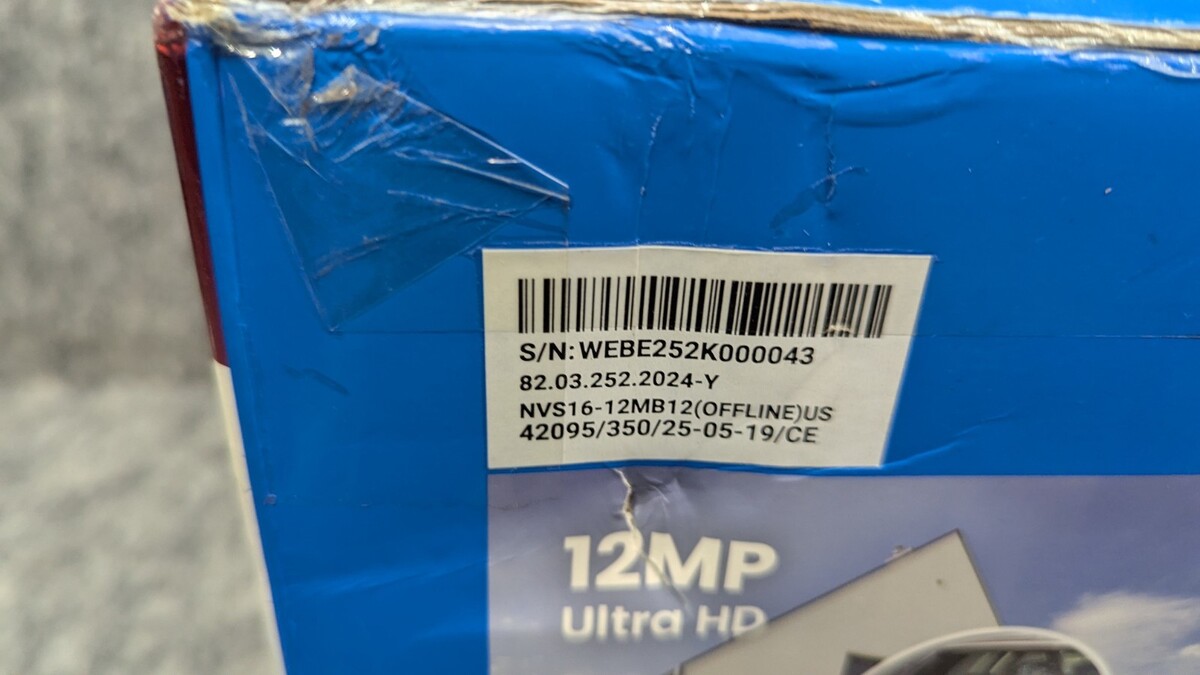 S/N: WEBE252K000043
82.03.252.2024-Y
NVS16-12MB12(OFFLINE)US
42095/350/25-05-19/CE
12MP
Ultra HD